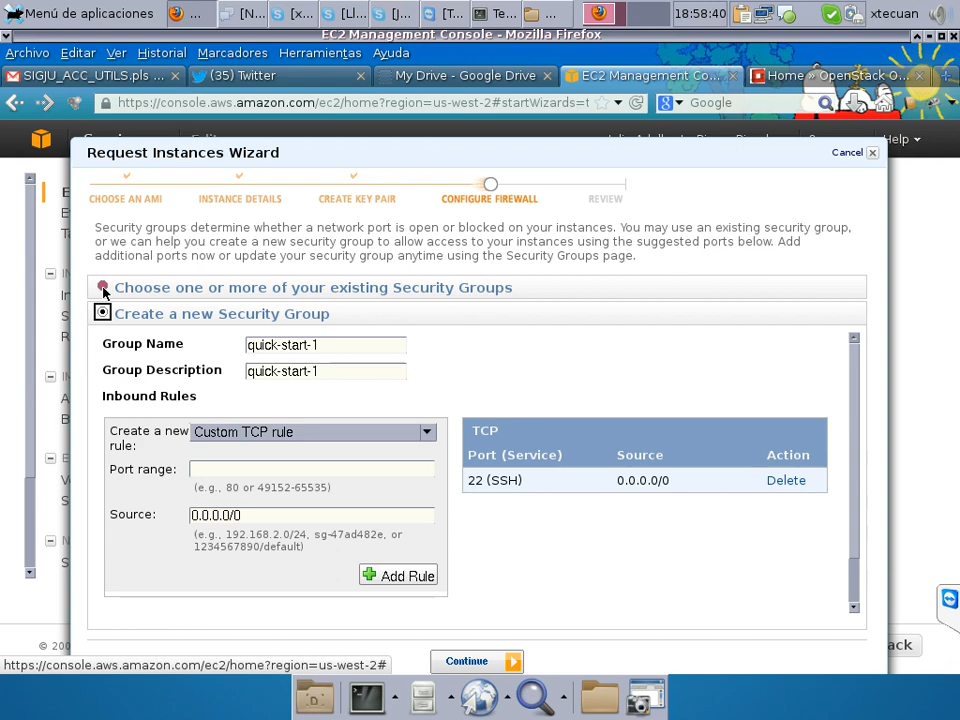 Menú de aplicaciones
...
[N...
[x...
[Ll...
[J...
[T...
Te...
...
18:58:40
xtecuan
EC2 Management Console - Mozilla Firefox
Archivo Editar Ver Historial Marcadores Herramientas Ayuda
SIGJU_ACC_UTILS.pls ...
(35) Twitter
My Drive - Google Drive
EC2 Management Co...
Home » OpenStack O...
https://console.aws.amazon.com/ec2/home?region=us-west-2#startWizards=t
Google
Help
Request Instances Wizard
Cancel
CHOOSE AN AMI
INSTANCE DETAILS
CREATE KEY PAIR
CONFIGURE FIREWALL
REVIEW
Security groups determine whether a network port is open or blocked on your instances. You may use an existing security group,
or we can help you create a new security group to allow access to your instances using the suggested ports below. Add
additional ports now or update your security group anytime using the Security Groups page.
Choose one or more of your existing Security Groups
Create a new Security Group
Group Name
quick-start-1
Group Description
quick-start-1
Inbound Rules
Create a new
rule:
Custom TCP rule
Port range:
(e.g., 80 or 49152-65535)
Source:
0.0.0.0/0
(e.g., 192.168.2.0/24, sg-47ad482e, or
1234567890/default)
Add Rule
TCP
Port (Service) Source Action
22 (SSH) 0.0.0.0/0 Delete
© 20
ack
Continue
https://console.aws.amazon.com/ec2/home?region=us-west-2#